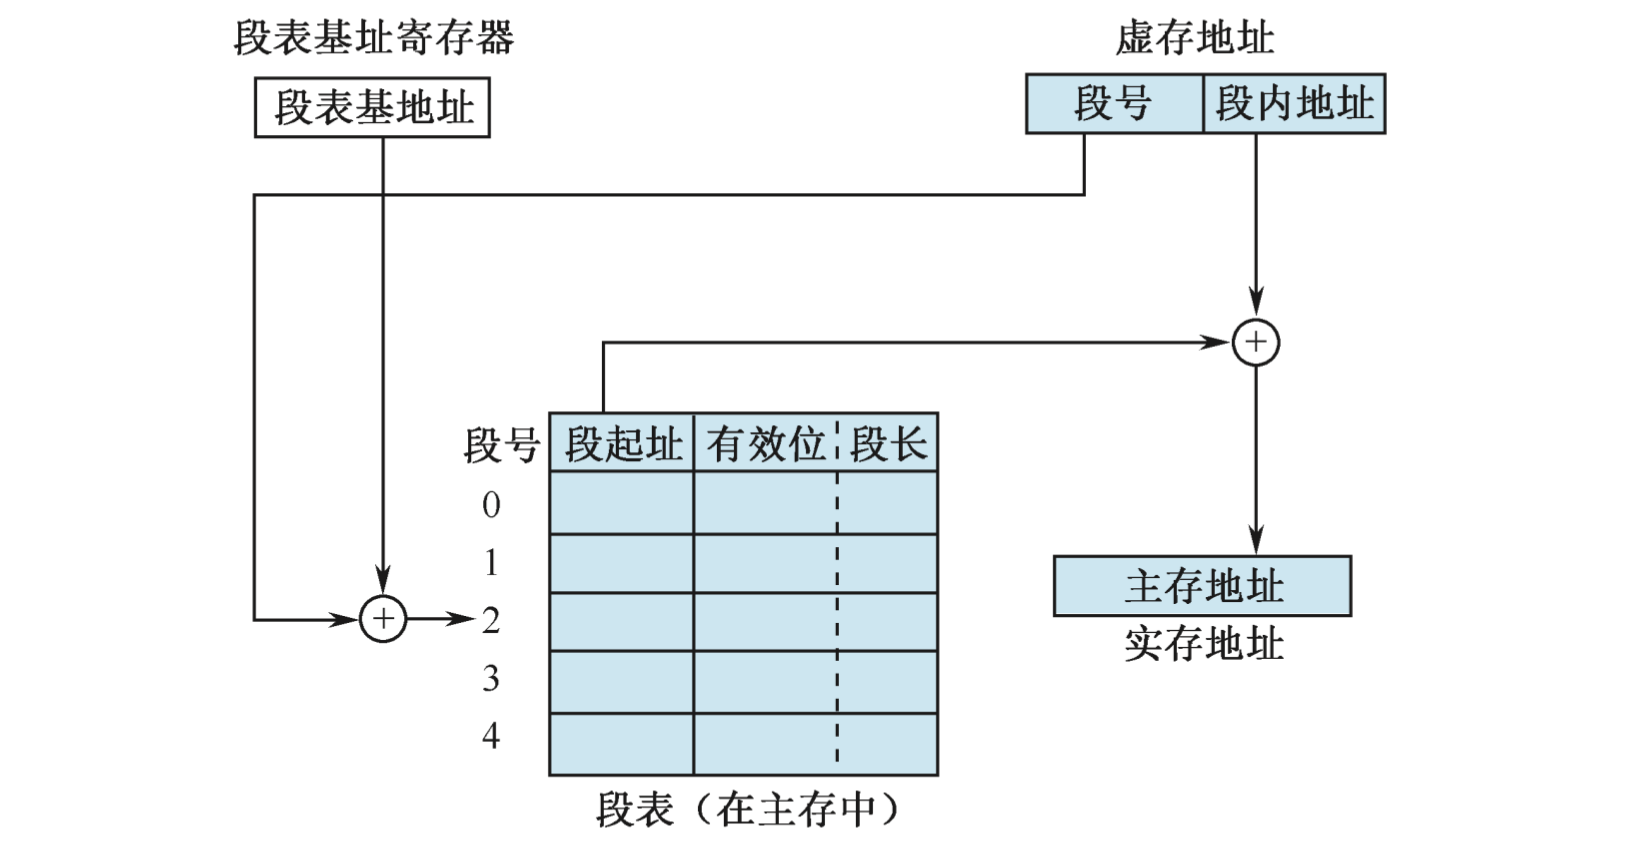 段表基址寄存器
虚存地址
段表基地址
段号 段内地址
+
段号 段起址 有效位 段长
0
1
主存地址
+ 2
实存地址
3
4
段表（在主存中）